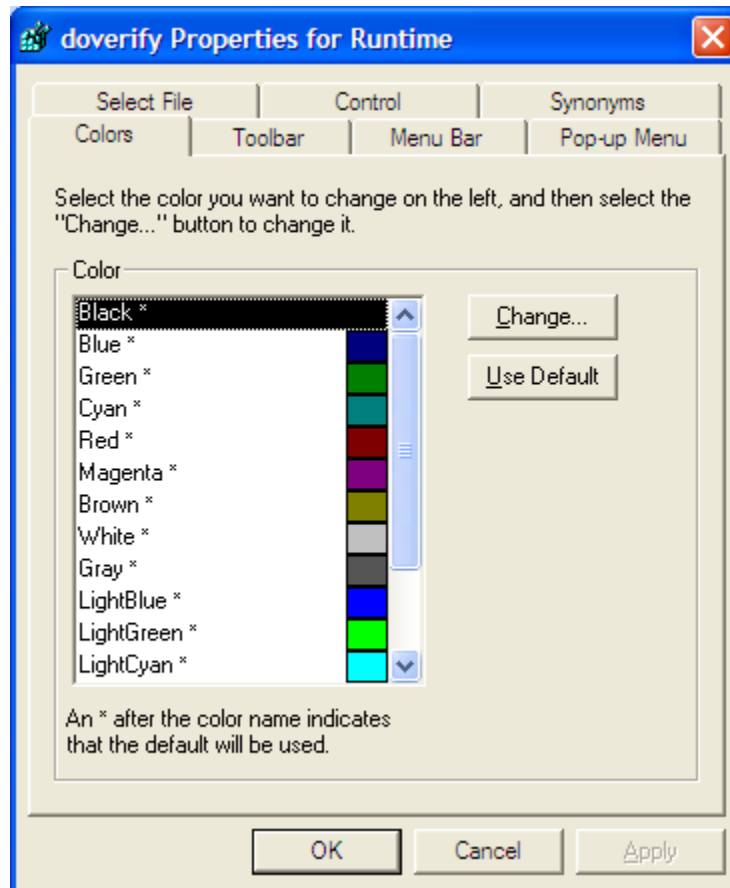 doverify Properties for Runtime
Select File
Control
Synonyms
Colors
Toolbar
Menu Bar
Pop-up Menu
Select the color you want to change on the left, and then select the
"Change..." button to change it.
Color
Black *
Blue *
Green *
Cyan *
Red *
Magenta *
Brown *
White *
Gray *
LightBlue *
LightGreen *
LightCyan *
Change...
Use Default
An * after the color name indicates
that the default will be used.
OK
Cancel
Apply